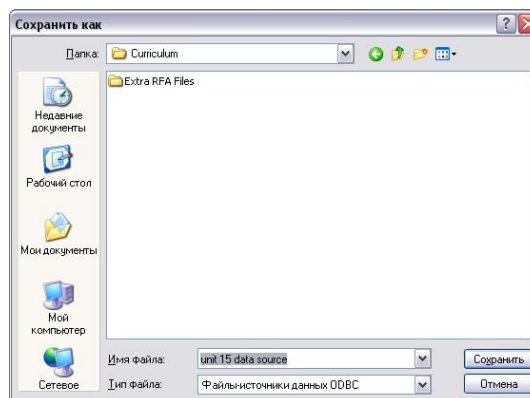 Сохранить как
Папка:
Curriculum
Extra RFA Files
Недавние
документы
Рабочий стол
Мои документы
Мой
компьютер
Сетевое
Имя файла:
unit 15 data source
Сохранить
Тип файла:
Файлы-источники данных ODBC
Отмена